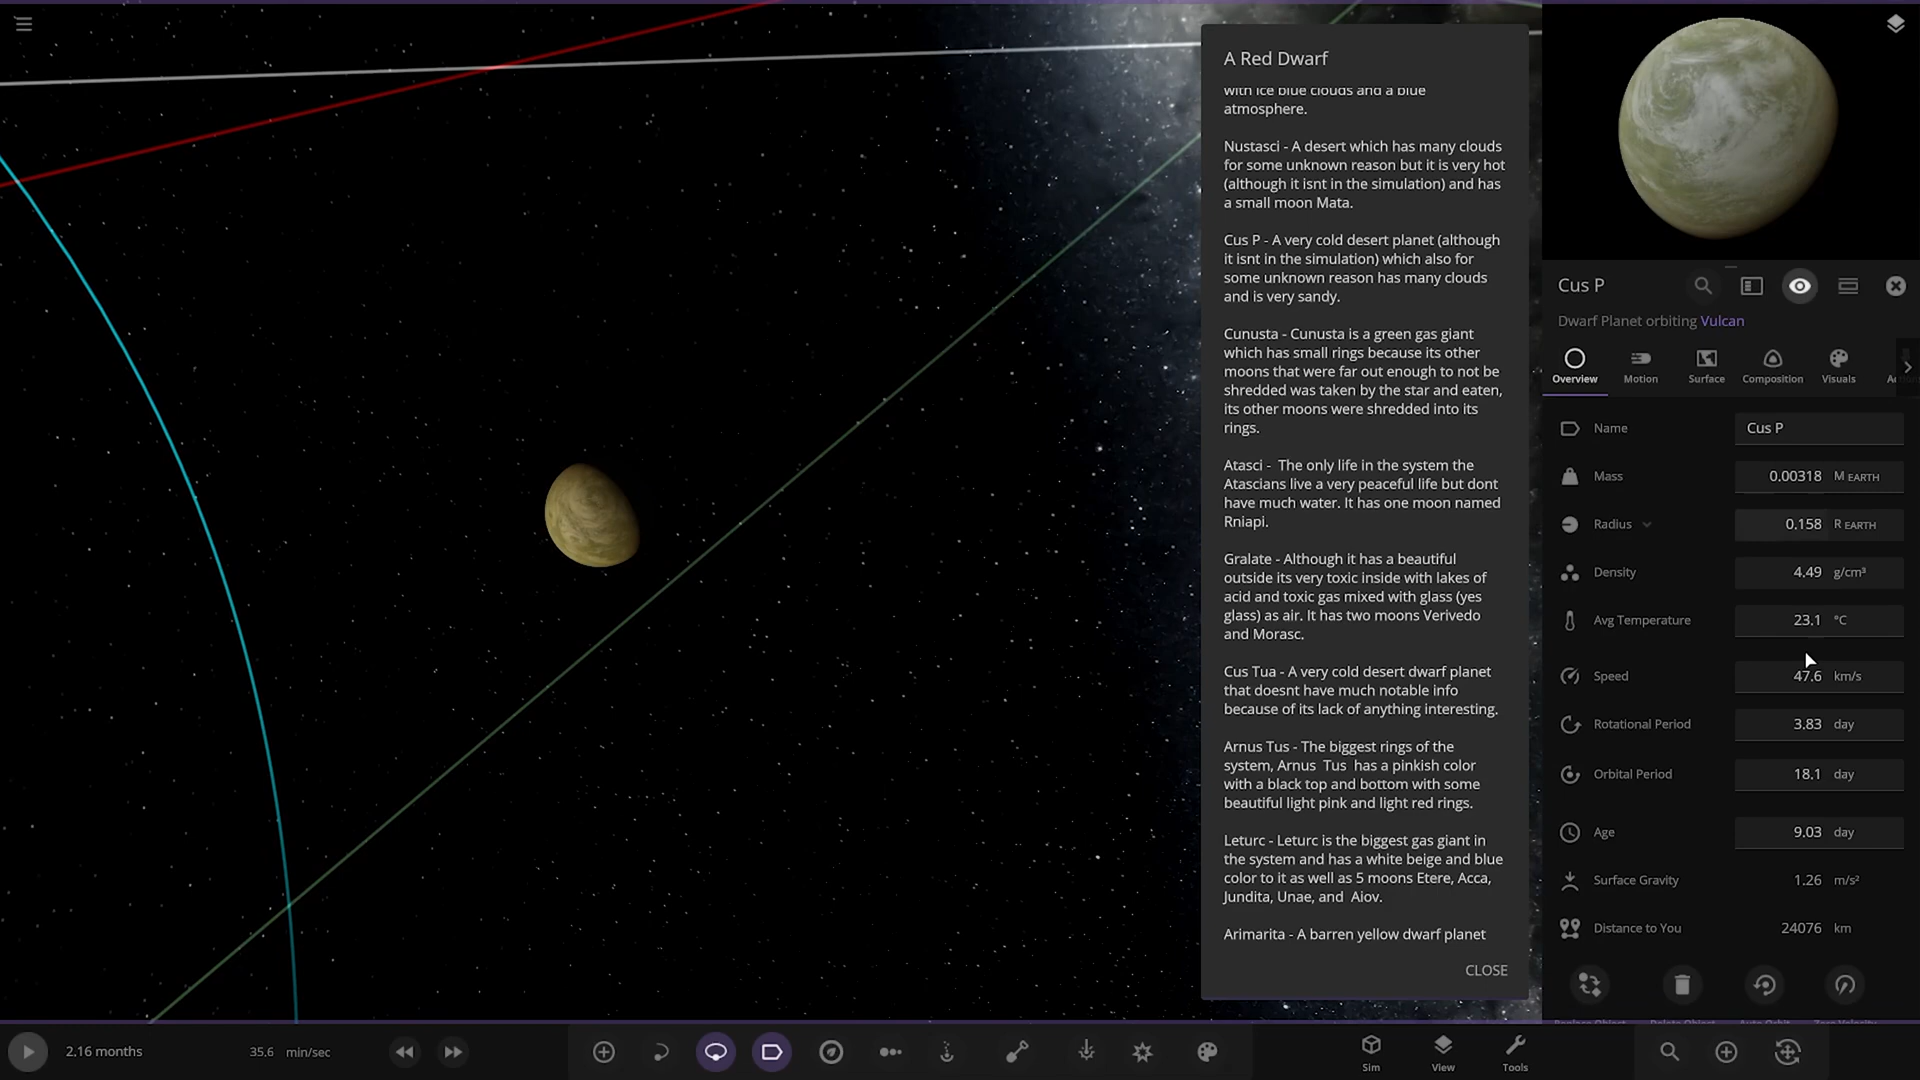 A Red Dwarf
with ice blue clouds and a blue
atmosphere.
Nustasci - A desert which has many clouds
for some unknown reason but it is very hot
(although it isnt in the simulation) and has
a small moon Mata.
Cus P - A very cold desert planet (although
it isnt in the simulation) which also for
some unknown reason has many clouds
and is very sandy.
Cunusta - Cunusta is a green gas giant
which has small rings because its other
moons that were far out enough to not be
shredded was taken by the star and eaten,
its other moons were shredded into its
rings.
Atasci -  The only life in the system the
Atascians live a very peaceful life but dont
have much water. It has one moon named
Rniapi.
Gralate - Although it has a beautiful
outside its very toxic inside with lakes of
acid and toxic gas mixed with glass (yes
glass) as air. It has two moons Verivedo
and Morasc.
Cus Tua - A very cold desert dwarf planet
that doesnt have much notable info
because of its lack of anything interesting.
Arnus Tus - The biggest rings of the
system, Arnus  Tus  has a pinkish color
with a black top and bottom with some
beautiful light pink and light red rings.
Leturc - Leturc is the biggest gas giant in
the system and has a white beige and blue
color to it as well as 5 moons Etere, Acca,
Jundita, Unae, and  Aiov.
Arimarita - A barren yellow dwarf planet
CLOSE
Cus P
Dwarf Planet orbiting Vulcan
Overview Motion Surface Composition Visuals
Name Cus P
Mass 0.00318 M EARTH
Radius 0.158 R EARTH
Density 4.49 g/cm³
Avg Temperature 23.1 °C
Speed 47.6 km/s
Rotational Period 3.83 day
Orbital Period 18.1 day
Age 9.03 day
Surface Gravity 1.26 m/s²
Distance to You 24076 km
2.16 months 35.6 min/sec
Sim View Tools